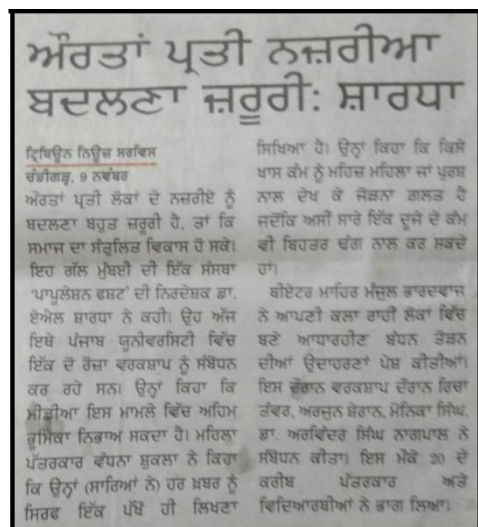 ਔਰਤਾਂ ਪ੍ਰਤੀ ਨਜ਼ਰੀਆ
ਬਦਲਣਾ ਜ਼ਰੂਰੀ: ਸ਼ਾਰਧਾ
ਟ੍ਰਿਬਿਊਨ ਨਿਊਜ਼ ਸਰਵਿਸ
ਚੰਡੀਗੜ੍ਹ, 9 ਨਵੰਬਰ
ਔਰਤਾਂ ਪ੍ਰਤੀ ਲੋਕਾਂ ਦੇ ਨਜ਼ਰੀਏ ਨੂੰ
ਬਦਲਣਾ ਬਹੁਤ ਜ਼ਰੂਰੀ ਹੈ, ਤਾਂ ਕਿ
ਸਮਾਜ ਦਾ ਸੰਤੁਲਿਤ ਵਿਕਾਸ ਹੋ ਸਕੇ।
ਇਹ ਗੱਲ ਮੁੰਬਈ ਦੀ ਇੱਕ ਸੰਸਥਾ
'ਪਾਪੂਲੇਸ਼ਨ ਫਸਟ' ਦੀ ਨਿਰਦੇਸ਼ਕ ਡਾ.
ਏਐਲ ਸ਼ਾਰਧਾ ਨੇ ਕਹੀ। ਉਹ ਅੱਜ
ਇਥੇ ਪੰਜਾਬ ਯੂਨੀਵਰਸਿਟੀ ਵਿੱਚ
ਇੱਕ ਦੋ ਰੋਜ਼ਾ ਵਰਕਸ਼ਾਪ ਨੂੰ ਸੰਬੋਧਨ
ਕਰ ਰਹੇ ਸਨ। ਉਨ੍ਹਾਂ ਕਿਹਾ ਕਿ
ਮੀਡੀਆ ਇਸ ਮਾਮਲੇ ਵਿੱਚ ਅਹਿਮ
ਭੂਮਿਕਾ ਨਿਭਾਅ ਸਕਦਾ ਹੈ। ਮਹਿਲਾ
ਪੱਤਰਕਾਰ ਵੰਧਨਾ ਸ਼ੁਕਲਾ ਨੇ ਕਿਹਾ
ਕਿ ਉਨ੍ਹਾਂ (ਸਾਰਿਆਂ ਨੇ) ਹਰ ਖ਼ਬਰ ਨੂੰ
ਸਿਰਫ ਇੱਕ ਪੱਖੋਂ ਹੀ ਲਿਖਣਾ
ਸਿਖਿਆ ਹੈ। ਉਨ੍ਹਾਂ ਕਿਹਾ ਕਿ ਕਿਸੇ
ਖਾਸ ਕੰਮ ਨੂੰ ਮਹਿਜ਼ ਮਹਿਲਾ ਜਾਂ ਪੁਰਸ਼
ਨਾਲ ਦੇਖ ਕੇ ਜੋੜਨਾ ਗਲਤ ਹੈ
ਜਦੋਂਕਿ ਅਸੀਂ ਸਾਰੇ ਇੱਕ ਦੂਜੇ ਦੇ ਕੰਮ
ਵੀ ਬਿਹਤਰ ਢੰਗ ਨਾਲ ਕਰ ਸਕਦੇ
ਹਾਂ।
ਥੀਏਟਰ ਮਾਹਿਰ ਮੰਜੁਲ ਭਾਰਦਵਾਜ
ਨੇ ਆਪਣੀ ਕਲਾ ਰਾਹੀਂ ਲੋਕਾਂ ਵਿੱਚ
ਬਣੇ ਆਧਾਰਹੀਣ ਬੰਧਨ ਤੋੜਨ
ਦੀਆਂ ਉਦਾਹਰਣਾਂ ਪੇਸ਼ ਕੀਤੀਆਂ।
ਇਸ ਦੌਰਾਨ ਵਰਕਸ਼ਾਪ ਦੌਰਾਨ ਰਿਚਾ
ਤੰਵਰ, ਅਰਜੁਨ ਸ਼ੇਰਾਨ, ਮੋਨਿਕਾ ਸਿੰਘ,
ਡਾ. ਅਰਵਿੰਦਰ ਸਿੰਘ ਨਾਗਪਾਲ ਨੇ
ਸੰਬੋਧਨ ਕੀਤਾ। ਇਸ ਮੌਕੇ 20 ਦੇ
ਕਰੀਬ ਪੱਤਰਕਾਰ ਅਤੇ
ਵਿਦਿਆਰਥੀਆਂ ਨੇ ਭਾਗ ਲਿਆ।